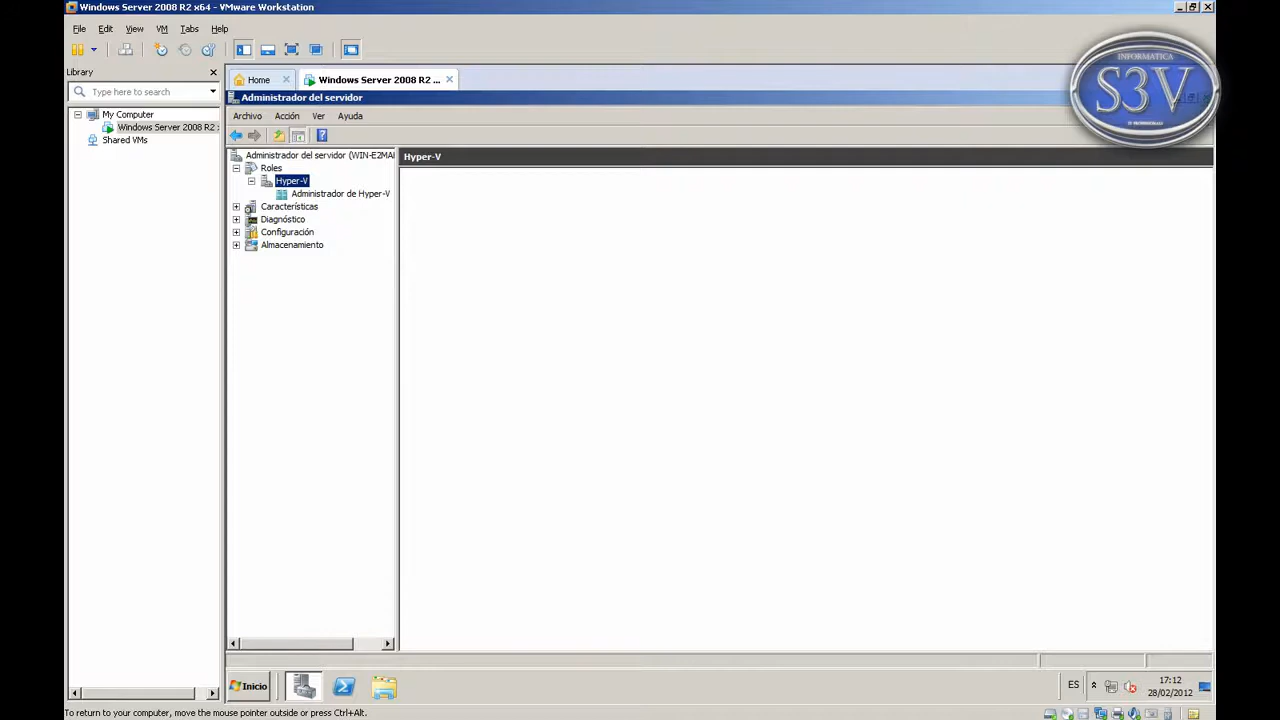 Windows Server 2008 R2 x64 - VMware Workstation
File Edit View VM Tabs Help
Library
Type here to search
My Computer
Windows Server 2008 R2
Shared VMs
Home
Windows Server 2008 R2 ...
INFORMATICA
S3V
Administrador del servidor
Archivo Acción Ver Ayuda
Administrador del servidor (WIN-E2MAI
Roles
Hyper-V
Administrador de Hyper-V
Características
Diagnóstico
Configuración
Almacenamiento
Hyper-V
Inicio
ES
17:12
28/02/2012
To return to your computer, move the mouse pointer outside or press Ctrl+Alt.